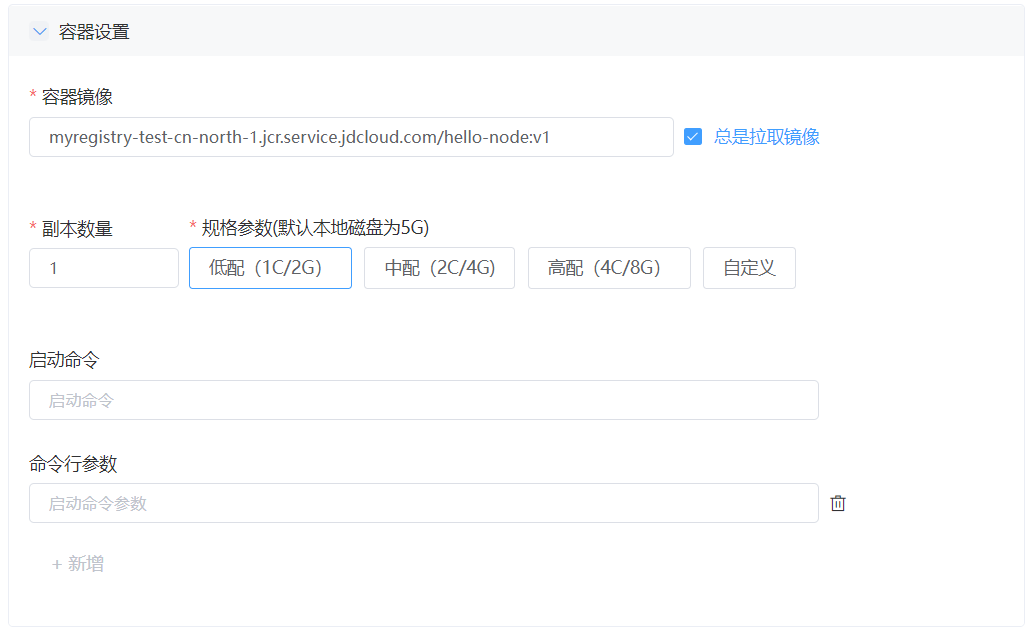 容器设置
* 容器镜像
myregistry-test-cn-north-1.jcr.service.jdcloud.com/hello-node:v1 总是拉取镜像
* 副本数量 * 规格参数(默认本地磁盘为5G)
1 低配（1C/2G） 中配（2C/4G) 高配（4C/8G） 自定义
启动命令
启动命令
命令行参数
启动命令参数
+ 新增